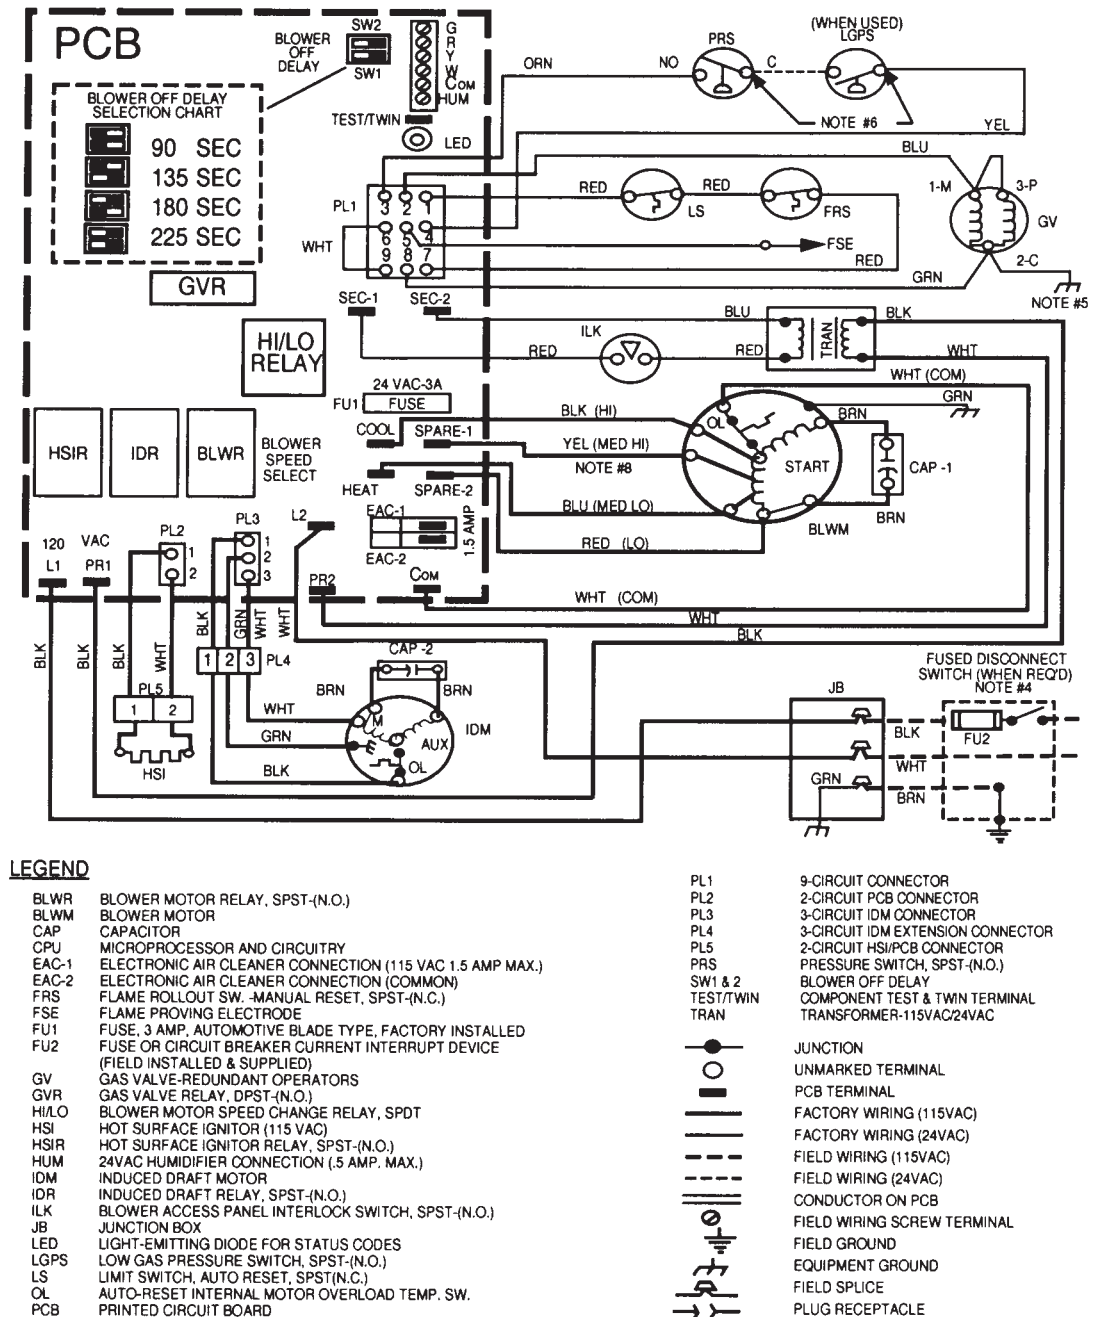 PCB
BLOWER OFF DELAY
SW2
SW1
G
R
Y
W
COM
HUM
TEST/TWIN
LED
BLOWER OFF DELAY
SELECTION CHART
90 SEC
135 SEC
180 SEC
225 SEC
GVR
HI/LO
RELAY
HSIR
IDR
BLWR
BLOWER
SPEED
SELECT
PL1
3 2 1
6 5 4
9 8 7
WHT
SEC-1
SEC-2
24 VAC-3A
FU1
FUSE
COOL
SPARE-1
HEAT
SPARE-2
EAC-1
EAC-2
1.5 AMP
120 VAC
L1
PR1
PL2
1
2
PL3
1
2
3
L2
PR2
COM
ORN
NO
PRS
C
(WHEN USED)
LGPS
NOTE #6
YEL
BLU
RED
LS
RED
FRS
1-M
3-P
GV
2-C
FSE
RED
GRN
NOTE #5
BLU
TRAN
BLK
ILK
RED
RED
WHT
WHT (COM)
GRN
BLK (HI)
OL
BRN
YEL (MED HI)
NOTE #8
START
CAP -1
BLU (MED LO)
BLWM
BRN
RED (LO)
WHT (COM)
WHT
BLK
BLK
BLK
BLK
WHT
BLK
GRN
WHT
WHT
1 2 3
PL4
PL5
1 2
HSI
CAP -2
BRN
BRN
WHT
M
IDM
GRN
E
AUX
BLK
OL
FUSED DISCONNECT
SWITCH (WHEN REQ'D)
NOTE #4
JB
BLK
FU2
WHT
GRN
BRN
LEGEND
BLWR BLOWER MOTOR RELAY, SPST-(N.O.)
BLWM BLOWER MOTOR
CAP CAPACITOR
CPU MICROPROCESSOR AND CIRCUITRY
EAC-1 ELECTRONIC AIR CLEANER CONNECTION (115 VAC 1.5 AMP MAX.)
EAC-2 ELECTRONIC AIR CLEANER CONNECTION (COMMON)
FRS FLAME ROLLOUT SW. -MANUAL RESET, SPST-(N.C.)
FSE FLAME PROVING ELECTRODE
FU1 FUSE, 3 AMP, AUTOMOTIVE BLADE TYPE, FACTORY INSTALLED
FU2 FUSE OR CIRCUIT BREAKER CURRENT INTERRUPT DEVICE
(FIELD INSTALLED & SUPPLIED)
GV GAS VALVE-REDUNDANT OPERATORS
GVR GAS VALVE RELAY, DPST-(N.O.)
HI/LO BLOWER MOTOR SPEED CHANGE RELAY, SPDT
HSI HOT SURFACE IGNITOR (115 VAC)
HSIR HOT SURFACE IGNITOR RELAY, SPST-(N.O.)
HUM 24VAC HUMIDIFIER CONNECTION (.5 AMP. MAX.)
IDM INDUCED DRAFT MOTOR
IDR INDUCED DRAFT RELAY, SPST-(N.O.)
ILK BLOWER ACCESS PANEL INTERLOCK SWITCH, SPST-(N.O.)
JB JUNCTION BOX
LED LIGHT-EMITTING DIODE FOR STATUS CODES
LGPS LOW GAS PRESSURE SWITCH, SPST-(N.O.)
LS LIMIT SWITCH, AUTO RESET, SPST(N.C.)
OL AUTO-RESET INTERNAL MOTOR OVERLOAD TEMP. SW.
PCB PRINTED CIRCUIT BOARD
PL1 9-CIRCUIT CONNECTOR
PL2 2-CIRCUIT PCB CONNECTOR
PL3 3-CIRCUIT IDM CONNECTOR
PL4 3-CIRCUIT IDM EXTENSION CONNECTOR
PL5 2-CIRCUIT HSI/PCB CONNECTOR
PRS PRESSURE SWITCH, SPST-(N.O.)
SW1 & 2 BLOWER OFF DELAY
TEST/TWIN COMPONENT TEST & TWIN TERMINAL
TRAN TRANSFORMER-115VAC/24VAC
JUNCTION
UNMARKED TERMINAL
PCB TERMINAL
FACTORY WIRING (115VAC)
FACTORY WIRING (24VAC)
FIELD WIRING (115VAC)
FIELD WIRING (24VAC)
CONDUCTOR ON PCB
FIELD WIRING SCREW TERMINAL
FIELD GROUND
EQUIPMENT GROUND
FIELD SPLICE
PLUG RECEPTACLE